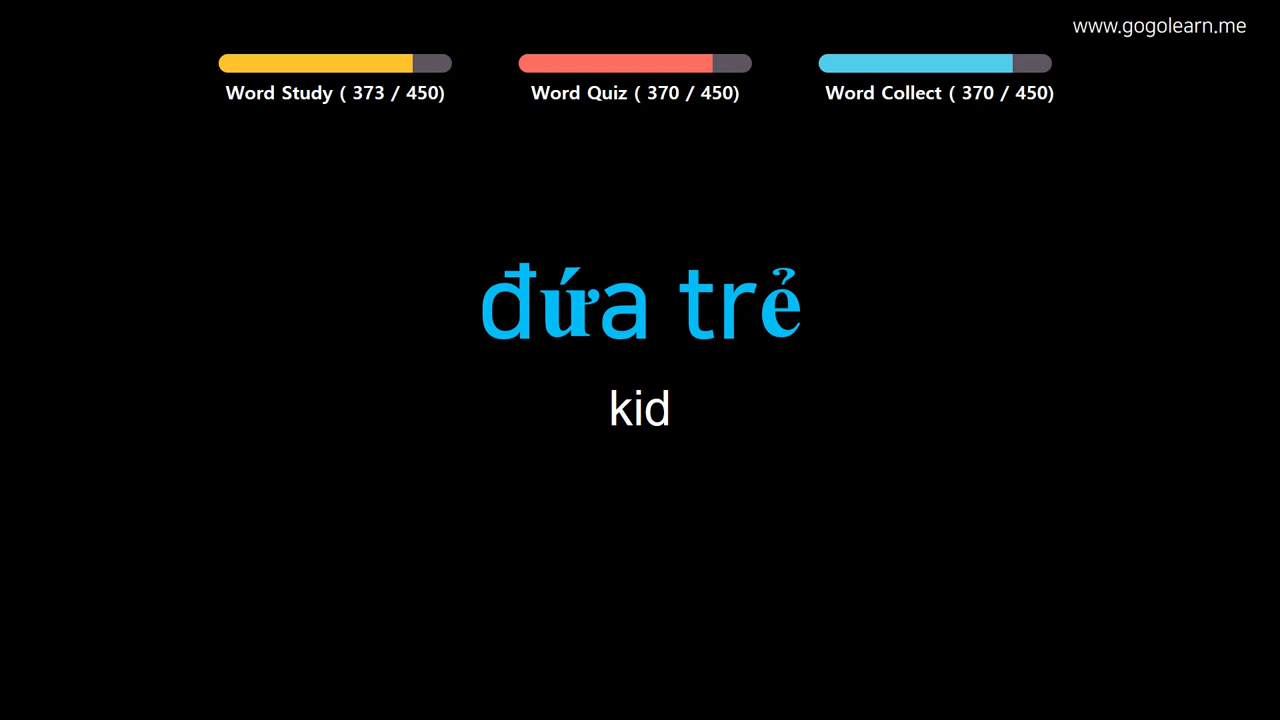 www.gogolearn.me
Word Study ( 373 / 450)
Word Quiz ( 370 / 450)
Word Collect ( 370 / 450)
đứa trẻ
kid